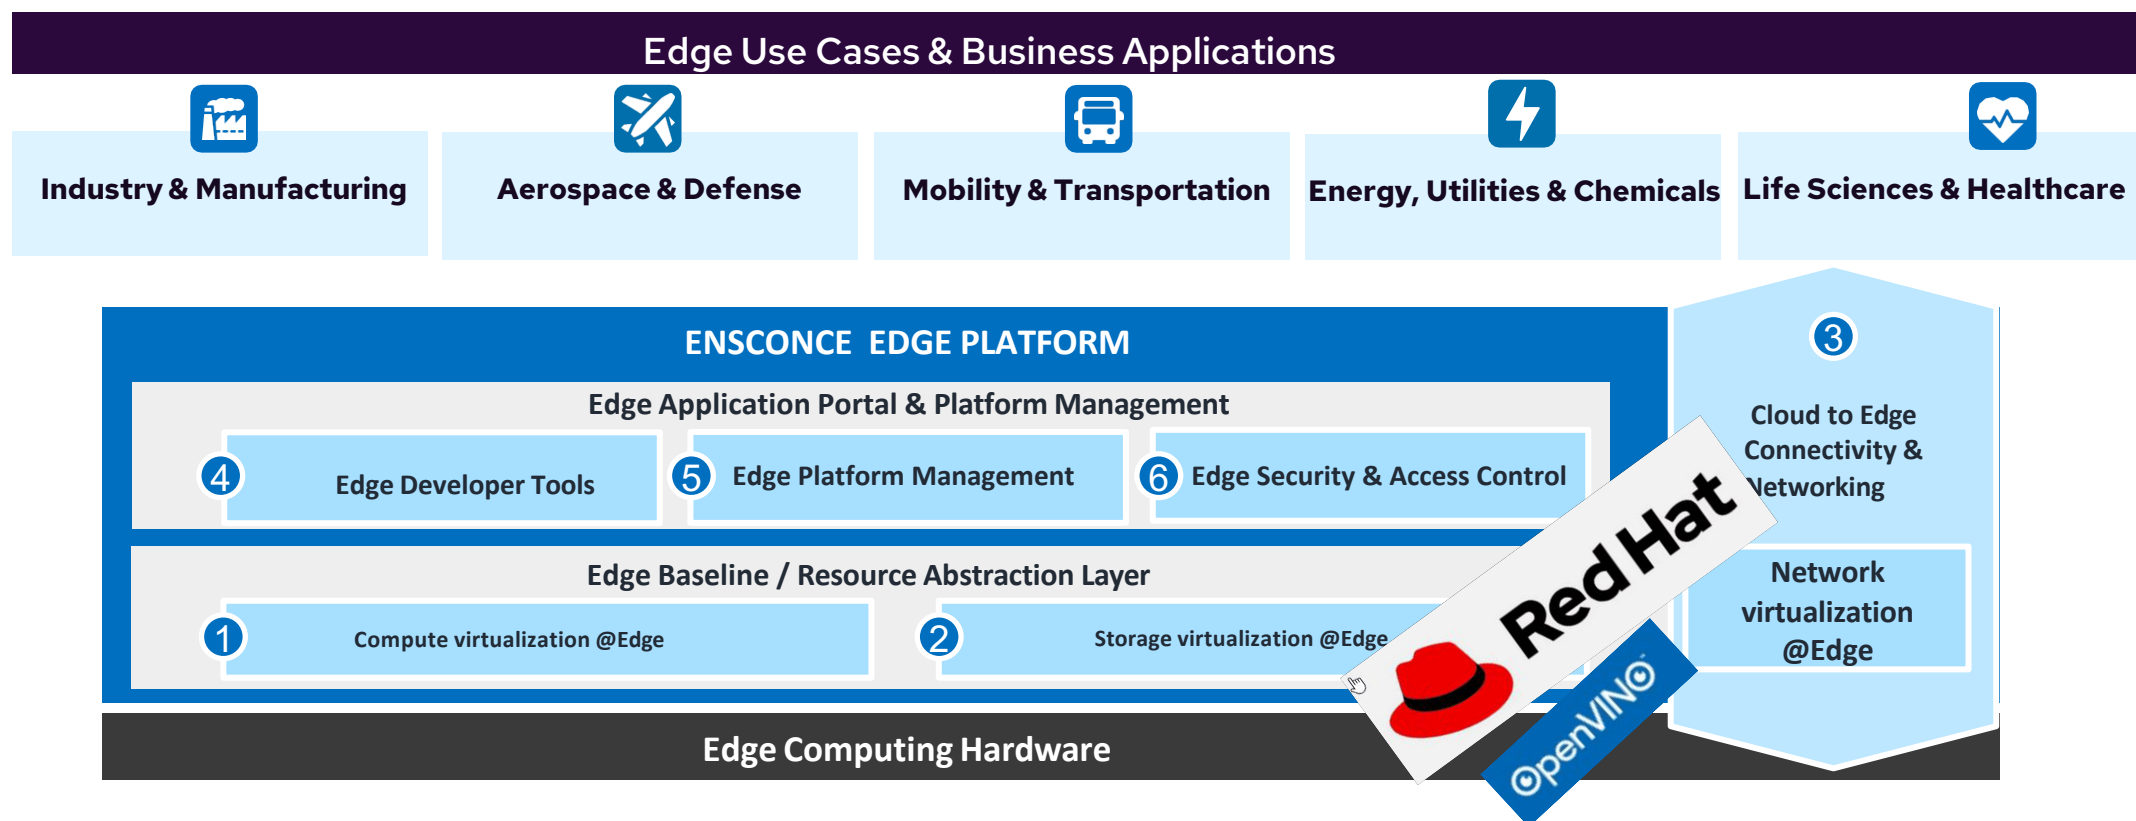 Edge Use Cases & Business Applications
Industry & Manufacturing
Aerospace & Defense
Mobility & Transportation
Energy, Utilities & Chemicals
Life Sciences & Healthcare
ENSCONCE EDGE PLATFORM
3
Cloud to Edge
Connectivity &
Networking
Edge Application Portal & Platform Management
4
Edge Developer Tools
5
Edge Platform Management
6
Edge Security & Access Control
Edge Baseline / Resource Abstraction Layer
1
Compute virtualization @Edge
2
Storage virtualization @Edge
Network
virtualization
@Edge
Red Hat
OpenVINO
Edge Computing Hardware